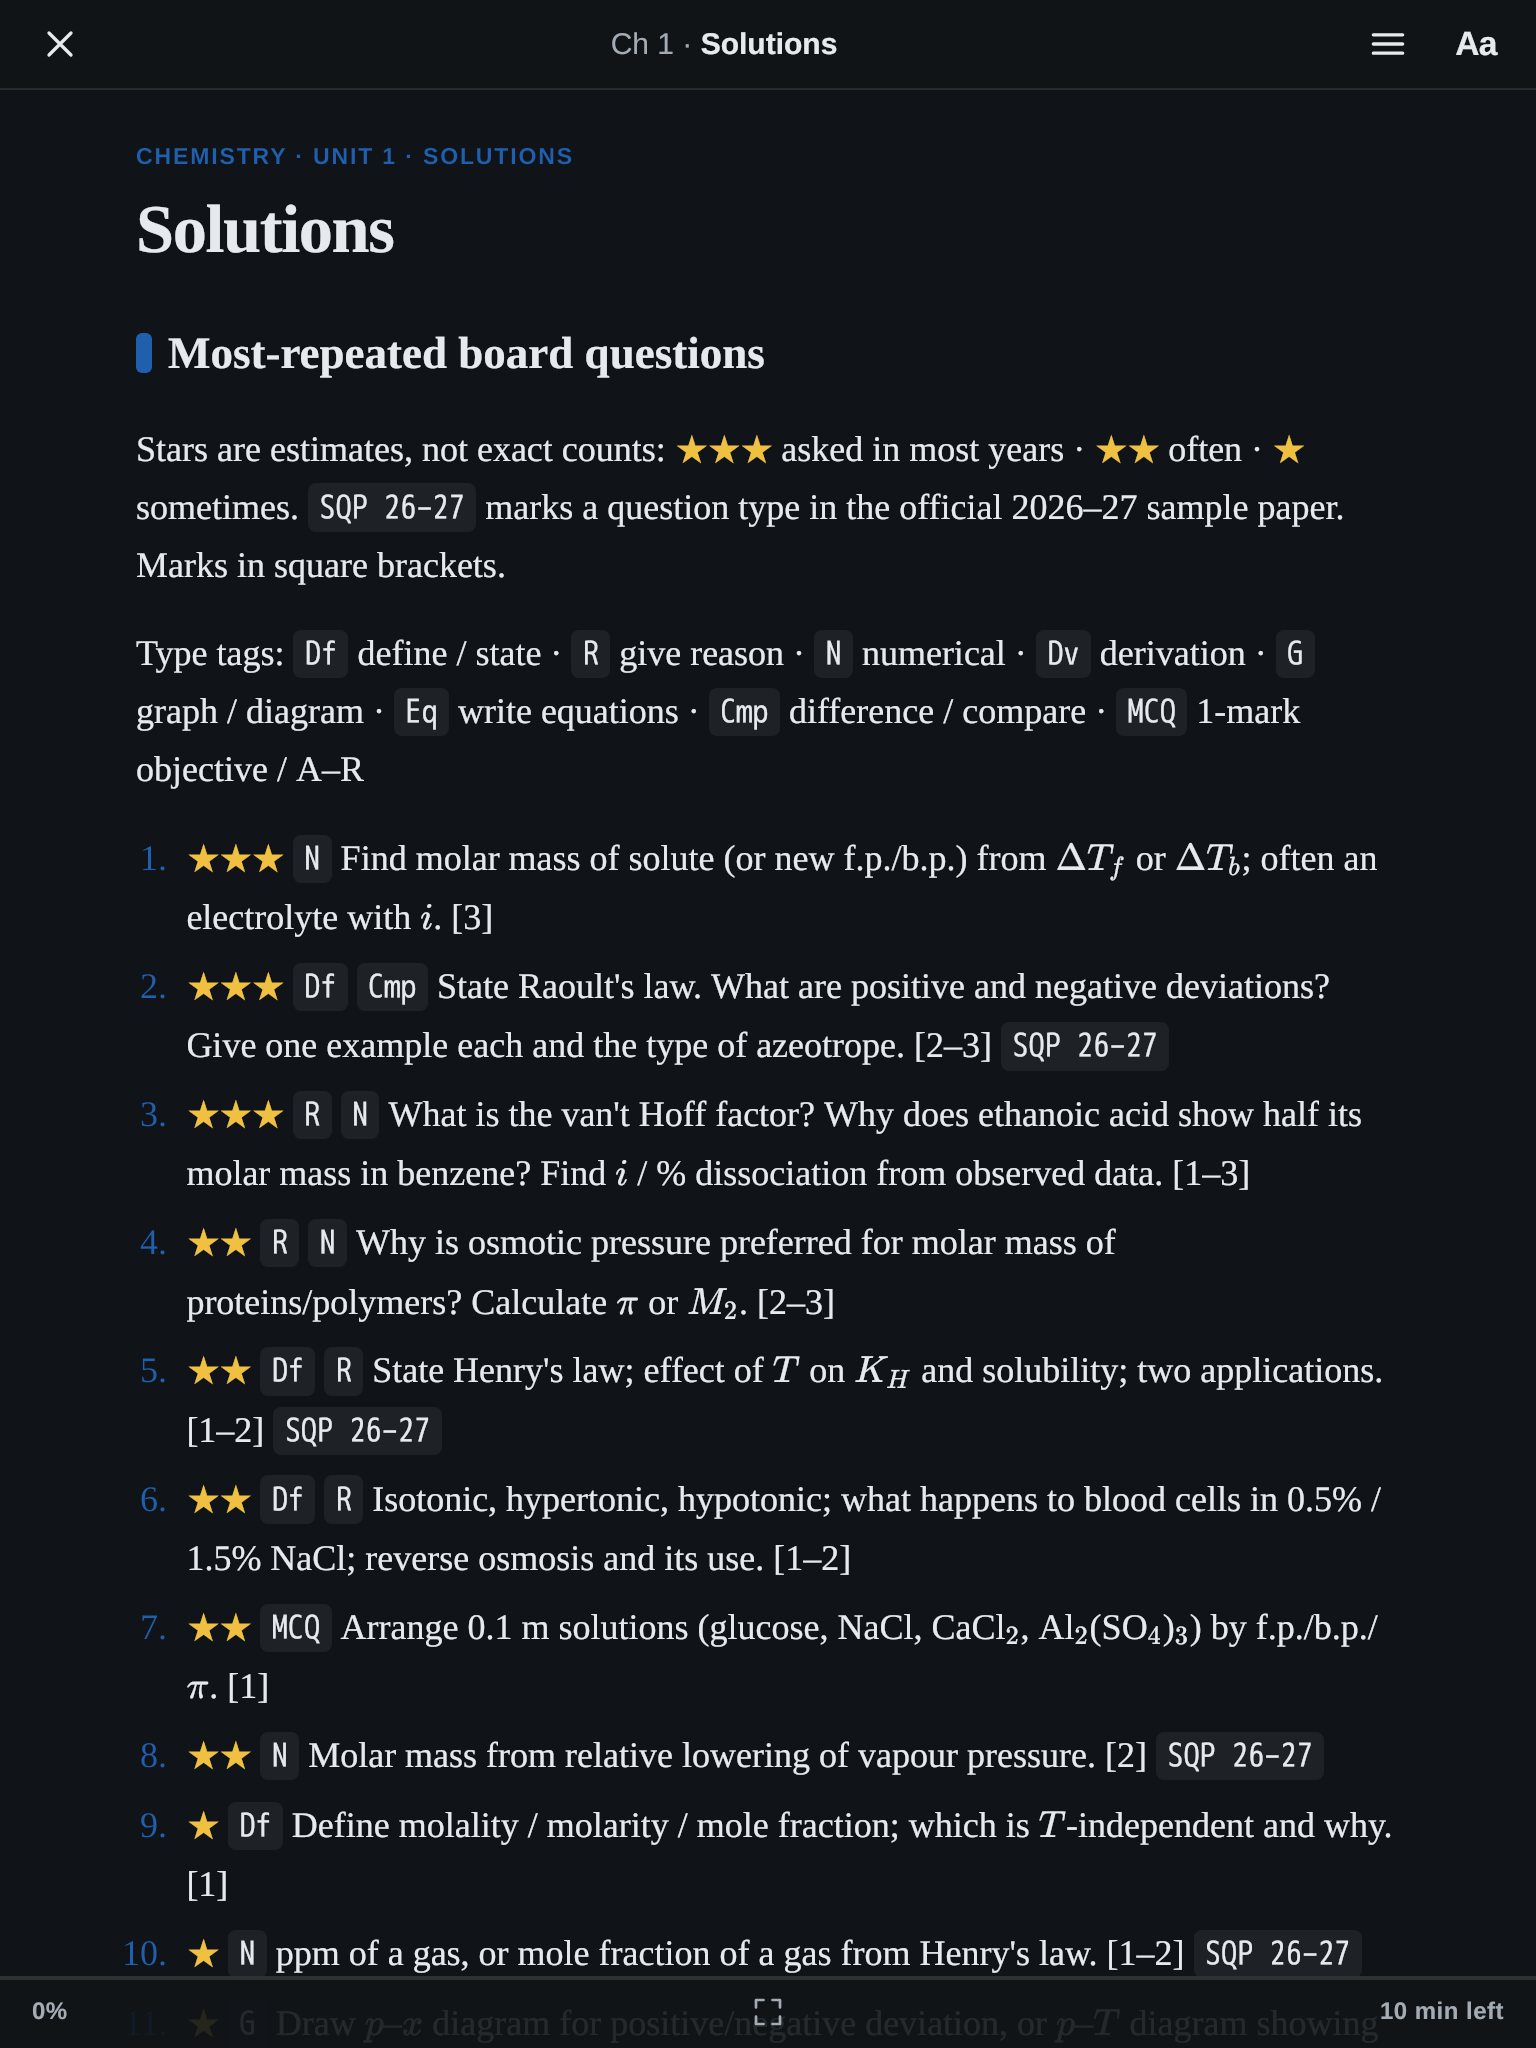 Ch 1 · Solutions
Aa
CHEMISTRY · UNIT 1 · SOLUTIONS
Solutions
Most-repeated board questions
Stars are estimates, not exact counts: ★★★ asked in most years · ★★ often · ★
sometimes. SQP 26–27 marks a question type in the official 2026–27 sample paper.
Marks in square brackets.
Type tags: Df define / state · R give reason · N numerical · Dv derivation · G
graph / diagram · Eq write equations · Cmp difference / compare · MCQ 1-mark
objective / A–R
1. ★★★ N Find molar mass of solute (or new f.p./b.p.) from ΔT_f or ΔT_b; often an
electrolyte with i. [3]
2. ★★★ Df Cmp State Raoult's law. What are positive and negative deviations?
Give one example each and the type of azeotrope. [2–3] SQP 26–27
3. ★★★ R N What is the van't Hoff factor? Why does ethanoic acid show half its
molar mass in benzene? Find i / % dissociation from observed data. [1–3]
4. ★★ R N Why is osmotic pressure preferred for molar mass of
proteins/polymers? Calculate π or M₂. [2–3]
5. ★★ Df R State Henry's law; effect of T on K_H and solubility; two applications.
[1–2] SQP 26–27
6. ★★ Df R Isotonic, hypertonic, hypotonic; what happens to blood cells in 0.5% /
1.5% NaCl; reverse osmosis and its use. [1–2]
7. ★★ MCQ Arrange 0.1 m solutions (glucose, NaCl, CaCl₂, Al₂(SO₄)₃) by f.p./b.p./
π. [1]
8. ★★ N Molar mass from relative lowering of vapour pressure. [2] SQP 26–27
9. ★ Df Define molality / molarity / mole fraction; which is T-independent and why.
[1]
10. ★ N ppm of a gas, or mole fraction of a gas from Henry's law. [1–2] SQP 26–27
11. ★ G Draw p–x diagram for positive/negative deviation, or p–T diagram showing
0%
10 min left